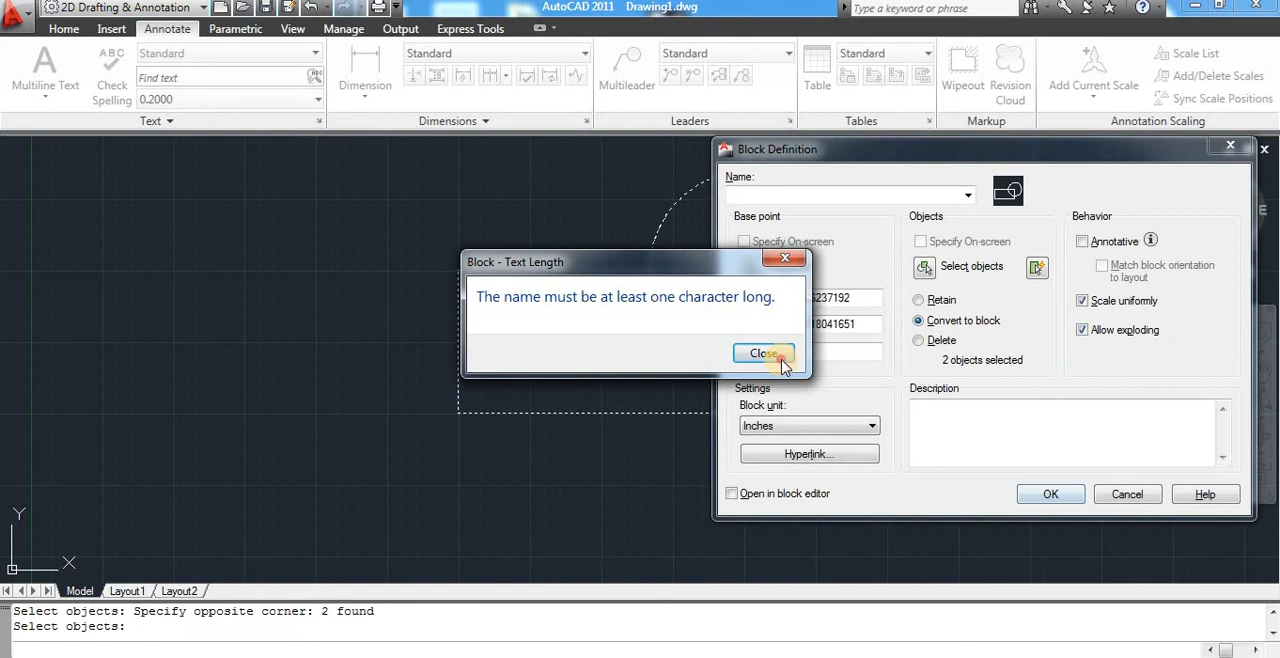 2D Drafting & Annotation
AutoCAD 2011 Drawing1.dwg
Type a keyword or phrase
Home Insert Annotate Parametric View Manage Output Express Tools
Multiline Text
ABC
Check Spelling
Standard
Find text
0.2000
Text
Dimension
Standard
Dimensions
Multileader
Standard
Leaders
Table
Standard
Tables
Wipeout
Revision Cloud
Markup
Add Current Scale
Scale List
Add/Delete Scales
Sync Scale Positions
Annotation Scaling
Block Definition
Name:
Base point
Specify On-screen
6237192
18041651
Objects
Specify On-screen
Select objects
Retain
Convert to block
Delete
2 objects selected
Behavior
Annotative
Match block orientation
to layout
Scale uniformly
Allow exploding
Block - Text Length
The name must be at least one character long.
Close
Settings
Block unit:
Inches
Hyperlink...
Description
Open in block editor
OK Cancel Help
Y
X
Model Layout1 Layout2
Select objects: Specify opposite corner: 2 found
Select objects: